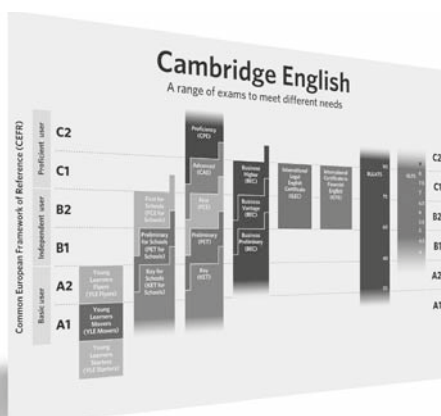 Cambridge English
A range of exams to meet different needs
Common European Framework of Reference (CEFR)
Proficient user
Independent user
Basic user
C2
C1
B2
B1
A2
A1
Young
Learners
Flyers
(YLE Flyers)
Young
Learners
Movers
(YLE Movers)
Young
Learners
Starters
(YLE Starters)
First for
Schools
(FCE for
Schools)
Preliminary
for Schools
(PET for
Schools)
Key for
Schools
(KET for
Schools)
Proficiency
(CPE)
Advanced
(CAE)
First
(FCE)
Preliminary
(PET)
Key
(KET)
Business
Higher
(BEC)
Business
Vantage
(BEC)
Business
Preliminary
(BEC)
International
Legal
English
Certificate
(ILEC)
International
Certificate in
Financial
English
(ICFE)
BULATS
IELTS
C2
C1
B2
B1
A2
A1